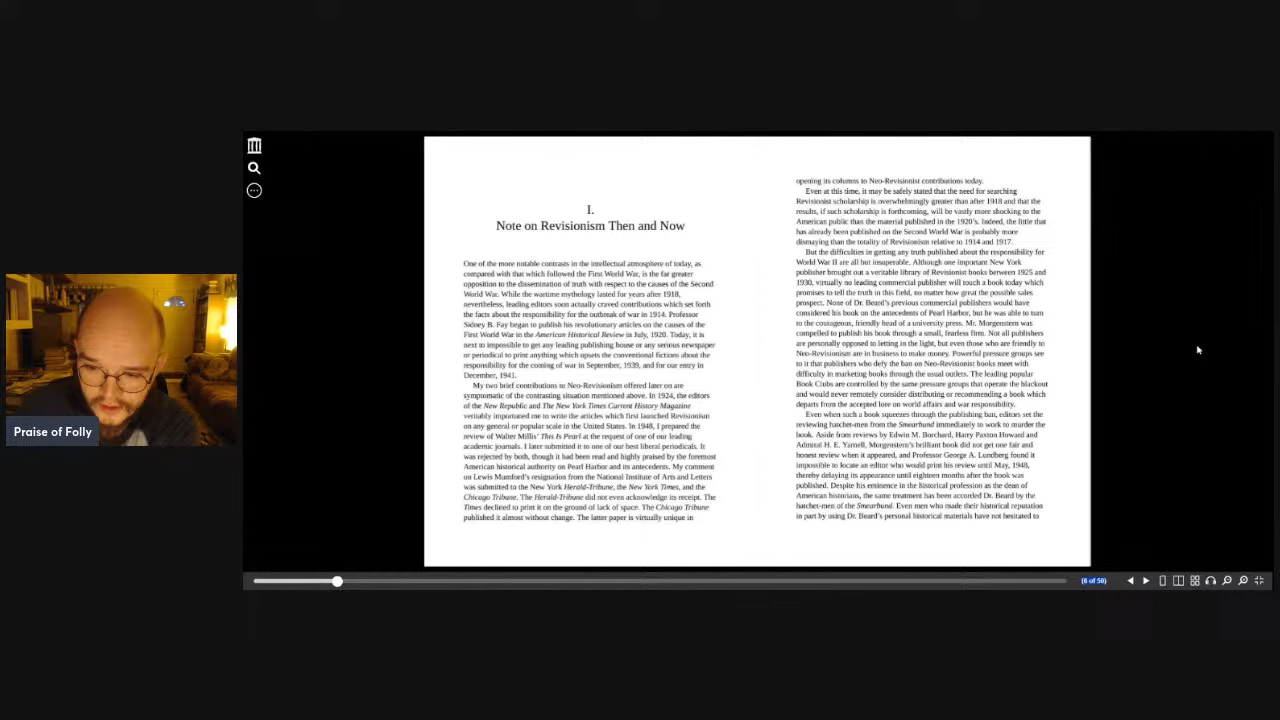 I.
Note on Revisionism Then and Now
One of the more notable contrasts in the intellectual atmosphere of today, as
compared with that which followed the First World War, is the far greater
opposition to the dissemination of truth with respect to the causes of the Second
World War. While the wartime mythology lasted for years after 1918,
nevertheless, leading editors soon actually craved contributions which set forth
the facts about the responsibility for the outbreak of war in 1914. Professor
Sidney B. Fay began to publish his revolutionary articles on the causes of the
First World War in the American Historical Review in July, 1920. Today, it is
next to impossible to get any leading publishing house or any serious newspaper
or periodical to print anything which upsets the conventional fictions about the
responsibility for the coming of war in September, 1939, and for our entry in
December, 1941.
My two brief contributions to Neo-Revisionism offered later on are
symptomatic of the contrasting situation mentioned above. In 1924, the editors
of the New Republic and The New York Times Current History Magazine
veritably importuned me to write the articles which first launched Revisionism
on any general or popular scale in the United States. In 1948, I prepared the
review of Walter Millis' This Is Pearl at the request of one of our leading
academic journals. I later submitted it to one of our best liberal periodicals. It
was rejected by both, though it had been read and highly praised by the foremost
American historical authority on Pearl Harbor and its antecedents. My comment
on Lewis Mumford's resignation from the National Institute of Arts and Letters
was submitted to the New York Herald-Tribune, the New York Times, and the
Chicago Tribune. The Herald-Tribune did not even acknowledge its receipt. The
Times declined to print it on the ground of lack of space. The Chicago Tribune
published it almost without change. The latter paper is virtually unique in
opening its columns to Neo-Revisionist contributions today.
Even at this time, it may be safely stated that the need for searching
Revisionist scholarship is overwhelmingly greater than after 1918 and that the
results, if such scholarship is forthcoming, will be vastly more shocking to the
American public than the material published in the 1920's. Indeed, the little that
has already been published on the Second World War is probably more
dismaying than the totality of Revisionism relative to 1914 and 1917.
But the difficulties in getting any truth published about the responsibility for
World War II are all but insuperable. Although one important New York
publisher brought out a veritable library of Revisionist books between 1925 and
1930, virtually no leading commercial publisher will touch a book today which
promises to tell the truth in this field, no matter how great the possible sales
prospect. None of Dr. Beard's previous commercial publishers would have
considered his book on the antecedents of Pearl Harbor, but he was able to turn
to the courageous, friendly head of a university press. Mr. Morgenstern was
compelled to publish his book through a small, fearless firm. Not all publishers
are personally opposed to letting in the light, but even those who are friendly to
Neo-Revisionism are in business to make money. Powerful pressure groups see
to it that publishers who defy the ban on Neo-Revisionist books meet with
difficulty in marketing books through the usual outlets. The leading popular
Book Clubs are controlled by the same pressure groups that operate the blackout
and would never remotely consider distributing or recommending a book which
departs from the accepted lore on world affairs and war responsibility.
Even when such a book squeezes through the publishing ban, editors set the
reviewing hatchet-men from the Smearbund immediately to work to murder the
book. Aside from reviews by Edwin M. Borchard, Harry Paxton Howard and
Admiral H. E. Yarnell, Morgenstern's brilliant book did not get one fair and
honest review when it appeared, and Professor George A. Lundberg found it
impossible to locate an editor who would print his review until May, 1948,
thereby delaying its appearance until eighteen months after the book was
published. Despite his eminence in the historical profession as the dean of
American historians, the same treatment has been accorded Dr. Beard by the
hatchet-men of the Smearbund. Even men who made their historical reputation
in part by using Dr. Beard's personal historical materials have not hesitated to
Praise of Folly
(6 of 50)